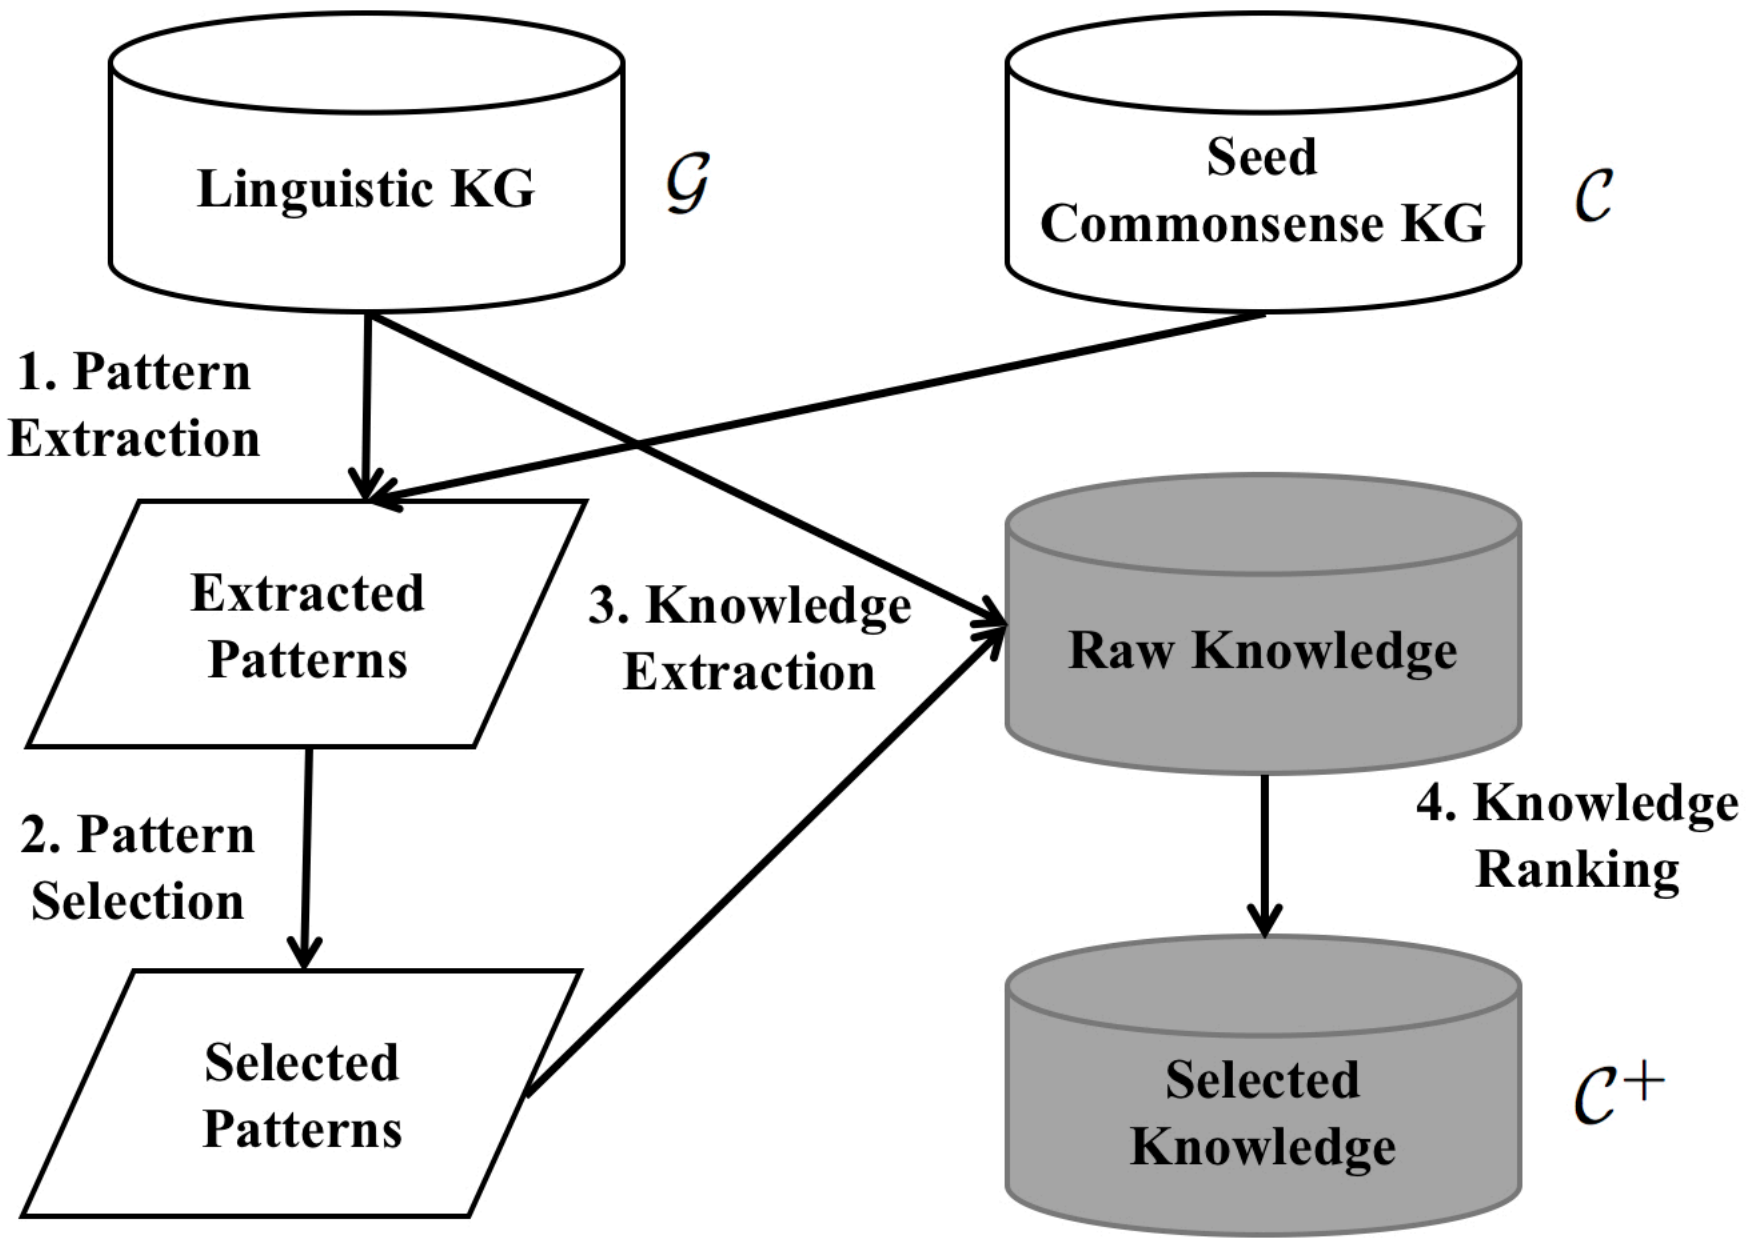 Linguistic KG
𝒢
Seed
Commonsense KG
𝒞
1. Pattern
Extraction
Extracted
Patterns
3. Knowledge
Extraction
Raw Knowledge
2. Pattern
Selection
4. Knowledge
Ranking
Selected
Patterns
Selected
Knowledge
𝒞⁺